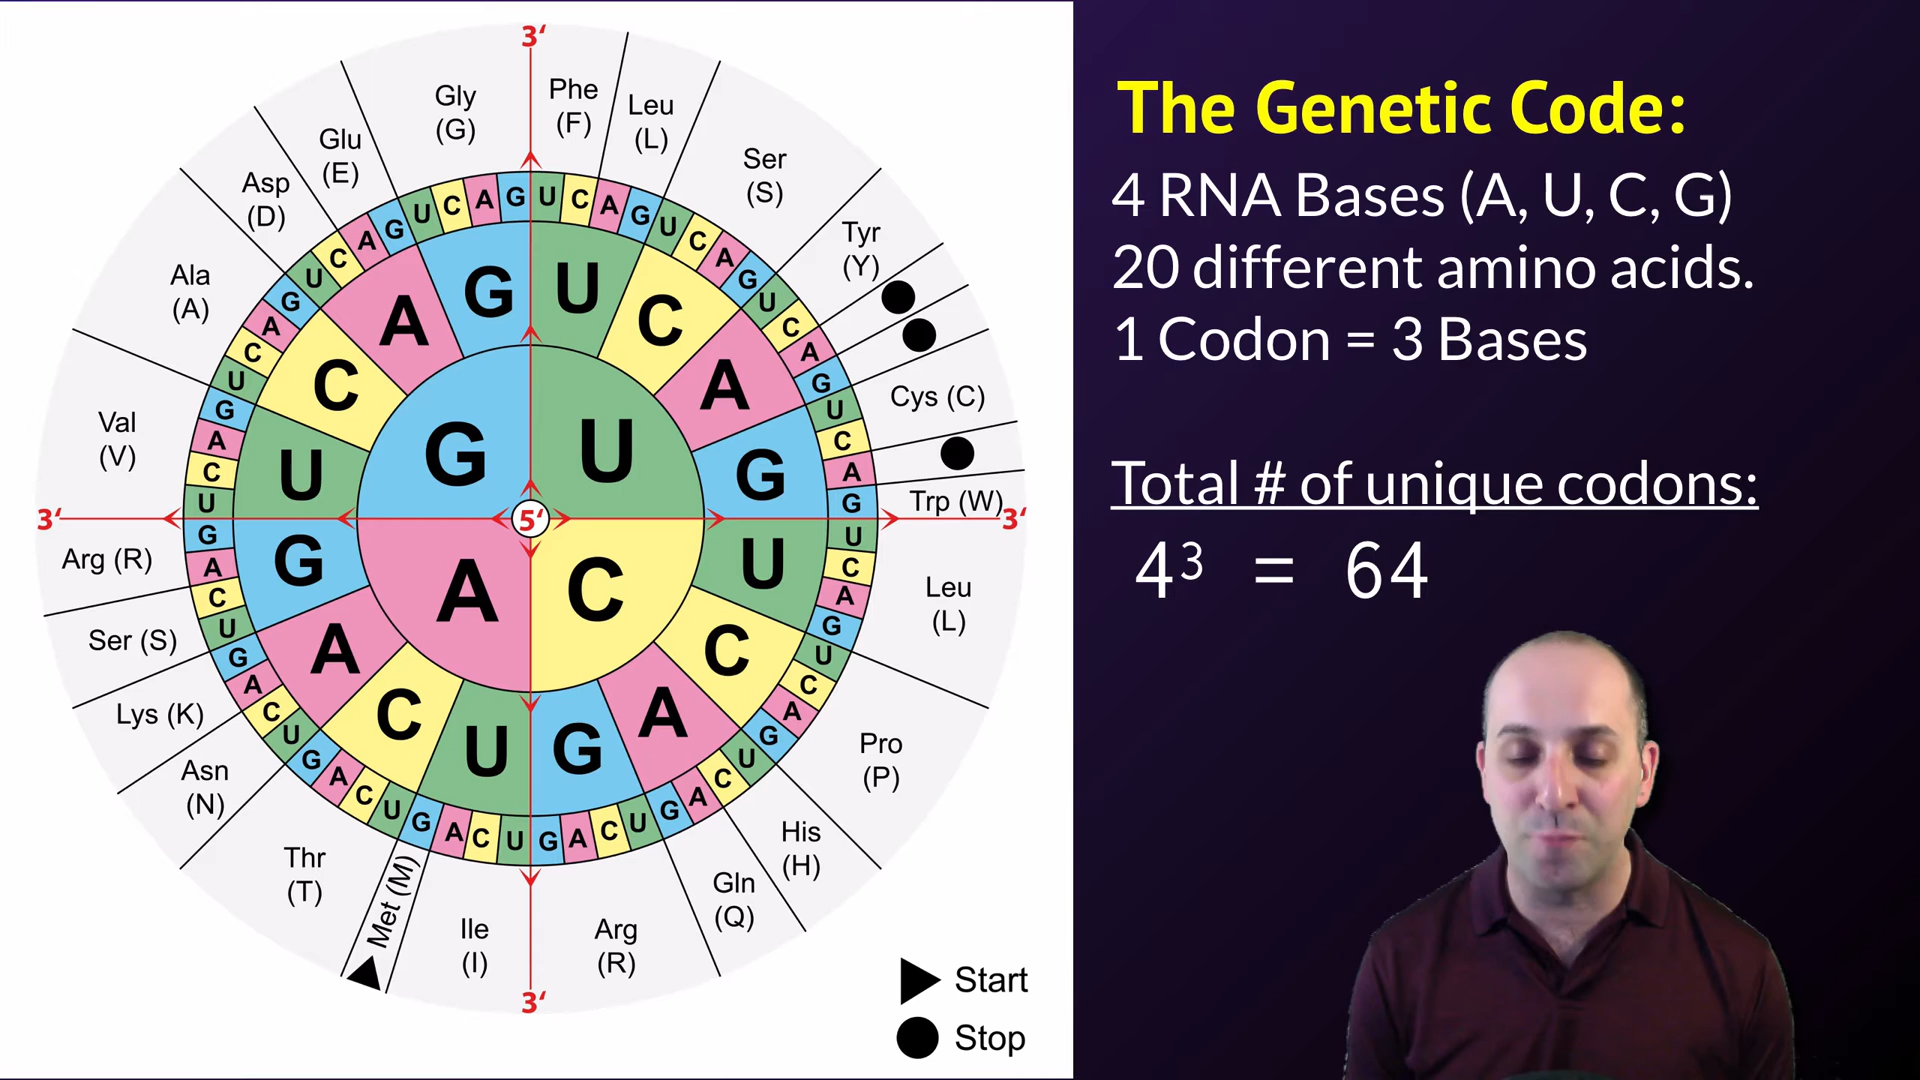 The Genetic Code:
4 RNA Bases (A, U, C, G)
20 different amino acids.
1 Codon = 3 Bases
Total # of unique codons:
4³ = 64
3‘
Phe
(F)
Leu
(L)
Ser
(S)
Tyr
(Y)
Cys (C)
Trp (W)
3‘
Leu
(L)
Pro
(P)
His
(H)
Gln
(Q)
Arg
(R)
3‘
Ile
(I)
Met (M)
Thr
(T)
Asn
(N)
Lys (K)
Ser (S)
Arg (R)
3‘
Val
(V)
Ala
(A)
Asp
(D)
Glu
(E)
Gly
(G)
U C A G U C A G U C A G U C A G
U C A G U C A G U C A G U C A G
G A C U G A C U G A C U G A C U
G A C U G A C U G A C U G A C U
U C A G
U C A G
G A C U
G A C U
G U
A C
5‘
Start
Stop